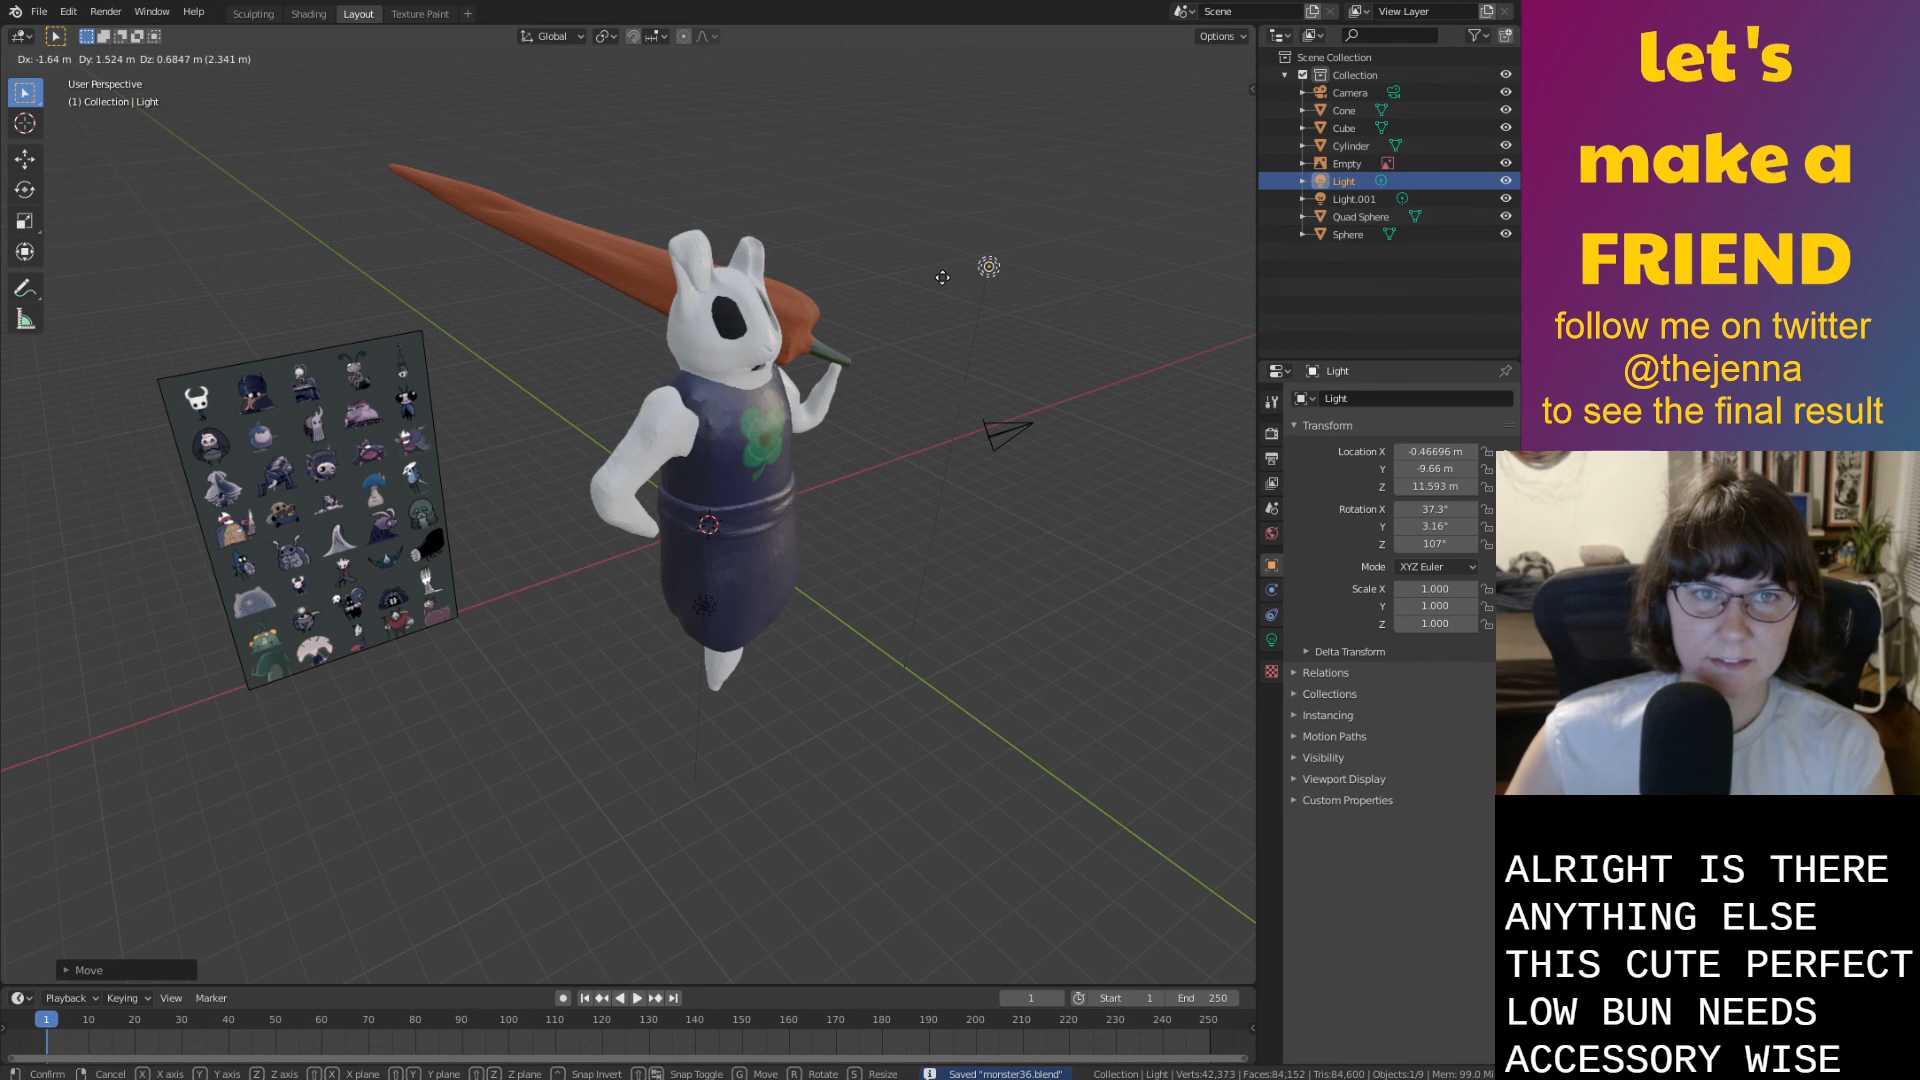 File Edit Render Window Help
Sculpting Shading Layout Texture Paint +
Scene
View Layer
Global
Options
Dx: -1.64 m Dy: 1.524 m Dz: 0.6847 m (2.341 m)
User Perspective
(1) Collection | Light
Scene Collection
Collection
Camera
Cone
Cube
Cylinder
Empty
Light
Light.001
Quad Sphere
Sphere
Light
Light
Transform
Location X -0.46696 m
Y -9.66 m
Z 11.593 m
Rotation X 37.3°
Y 3.16°
Z 107°
Mode XYZ Euler
Scale X 1.000
Y 1.000
Z 1.000
Delta Transform
Relations
Collections
Instancing
Motion Paths
Visibility
Viewport Display
Custom Properties
let's
make a
FRIEND
follow me on twitter
@thejenna
to see the final result
ALRIGHT IS THERE
ANYTHING ELSE
THIS CUTE PERFECT
LOW BUN NEEDS
ACCESSORY WISE
Move
Playback Keying View Marker
1 Start 1 End 250
1 10 20 30 40 50 60 70 80 90 100 110 120 130 140 150 160 170 180 190 200 210 220 230 240 250
Confirm Cancel X X axis Y Y axis Z Z axis X X plane Y Y plane Z Z plane Snap Invert Snap Toggle G Move R Rotate S Resize Saved "monster36.blend" Collection | Light | Verts:42,373 | Faces:84,152 | Tris:84,600 | Objects:1/9 | Mem: 99.0 Mi